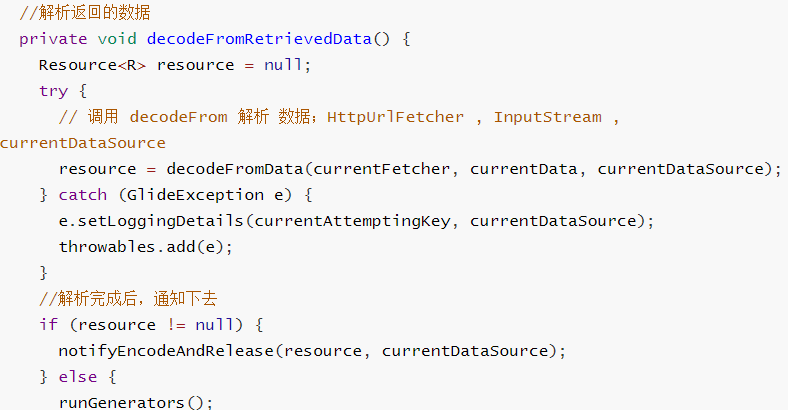 //解析返回的数据
private void decodeFromRetrievedData() {
Resource<R> resource = null;
try {
// 调用 decodeFrom 解析 数据；HttpUrlFetcher , InputStream ,
currentDataSource
resource = decodeFromData(currentFetcher, currentData, currentDataSource);
} catch (GlideException e) {
e.setLoggingDetails(currentAttemptingKey, currentDataSource);
throwables.add(e);
}
//解析完成后，通知下去
if (resource != null) {
notifyEncodeAndRelease(resource, currentDataSource);
} else {
runGenerators();